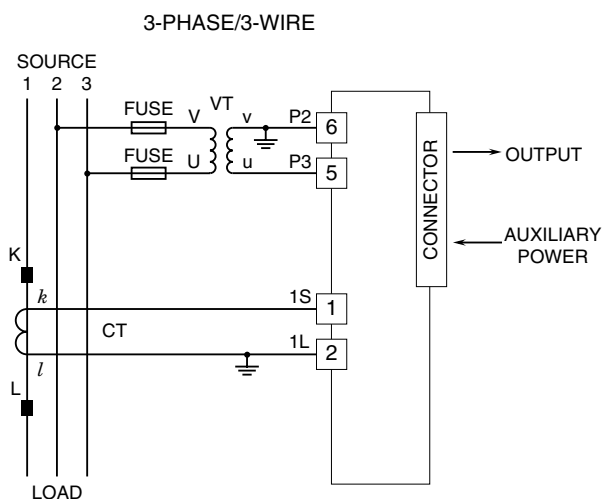 3-PHASE/3-WIRE
SOURCE
1 2 3
FUSE V VT v P2 6
FUSE U u P3 5
CONNECTOR
OUTPUT
AUXILIARY
POWER
K
k 1S 1
CT
l 1L 2
L
LOAD